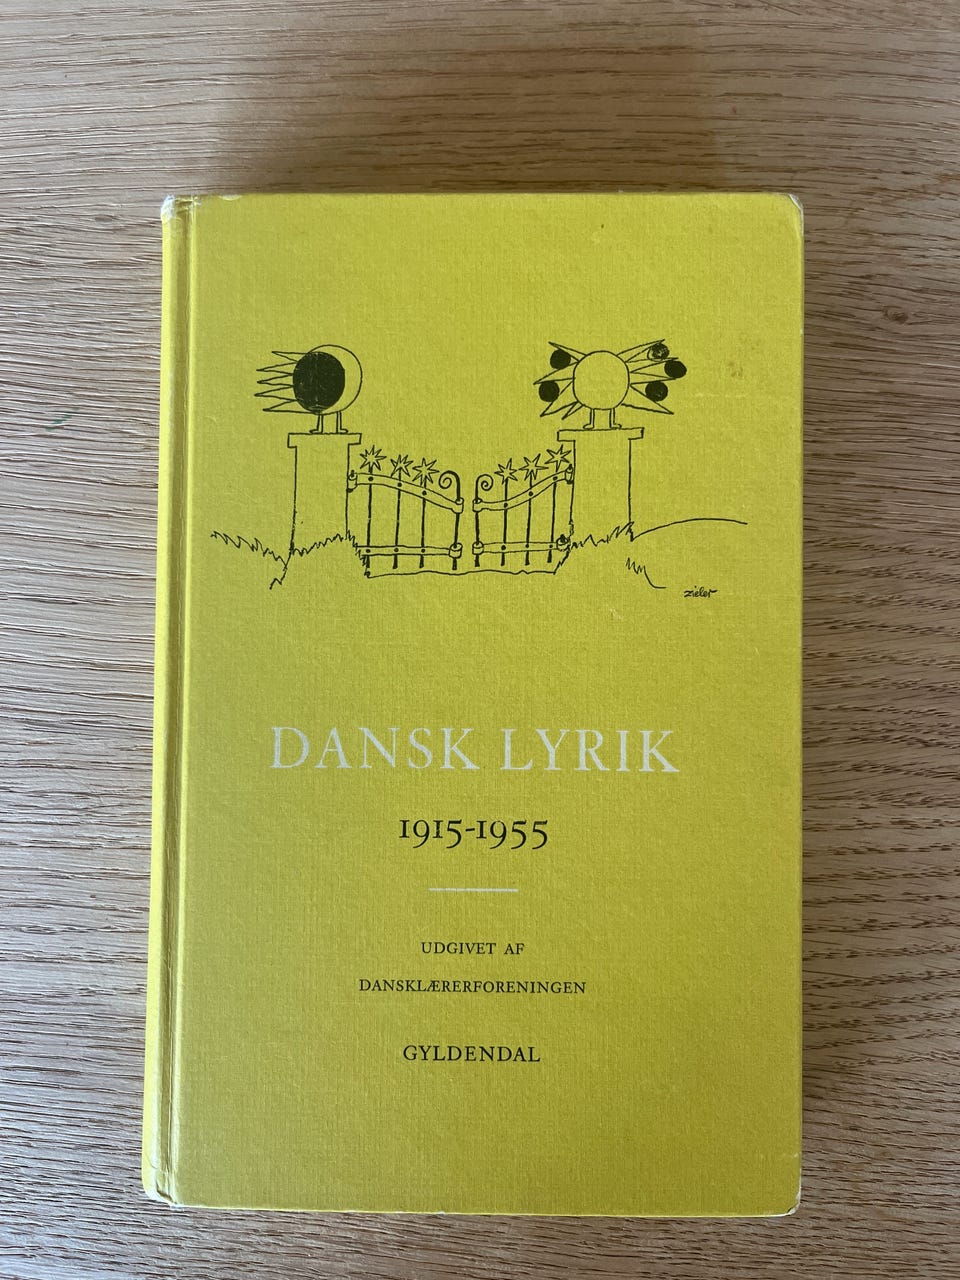 zieler
DANSK LYRIK
1915-1955
UDGIVET AF
DANSKLÆRERFORENINGEN
GYLDENDAL